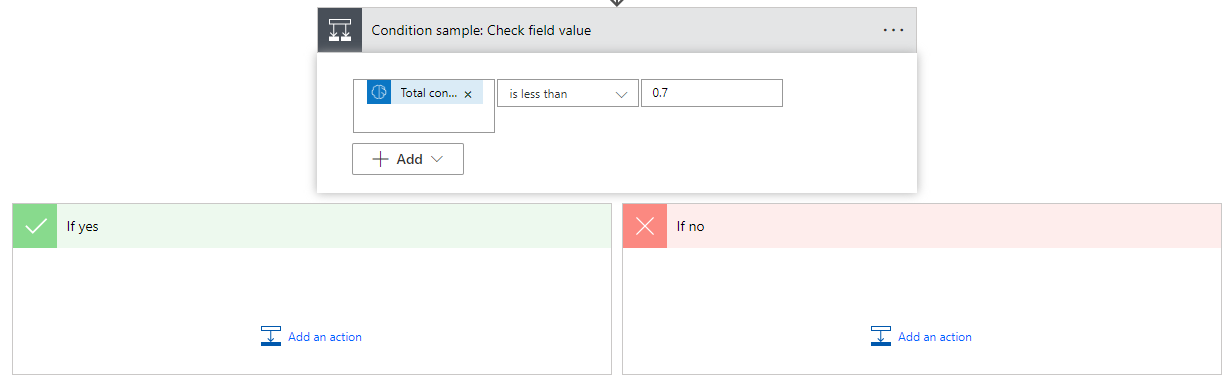 Condition sample: Check field value
Total con... × is less than 0.7
Add
If yes
If no
Add an action
Add an action